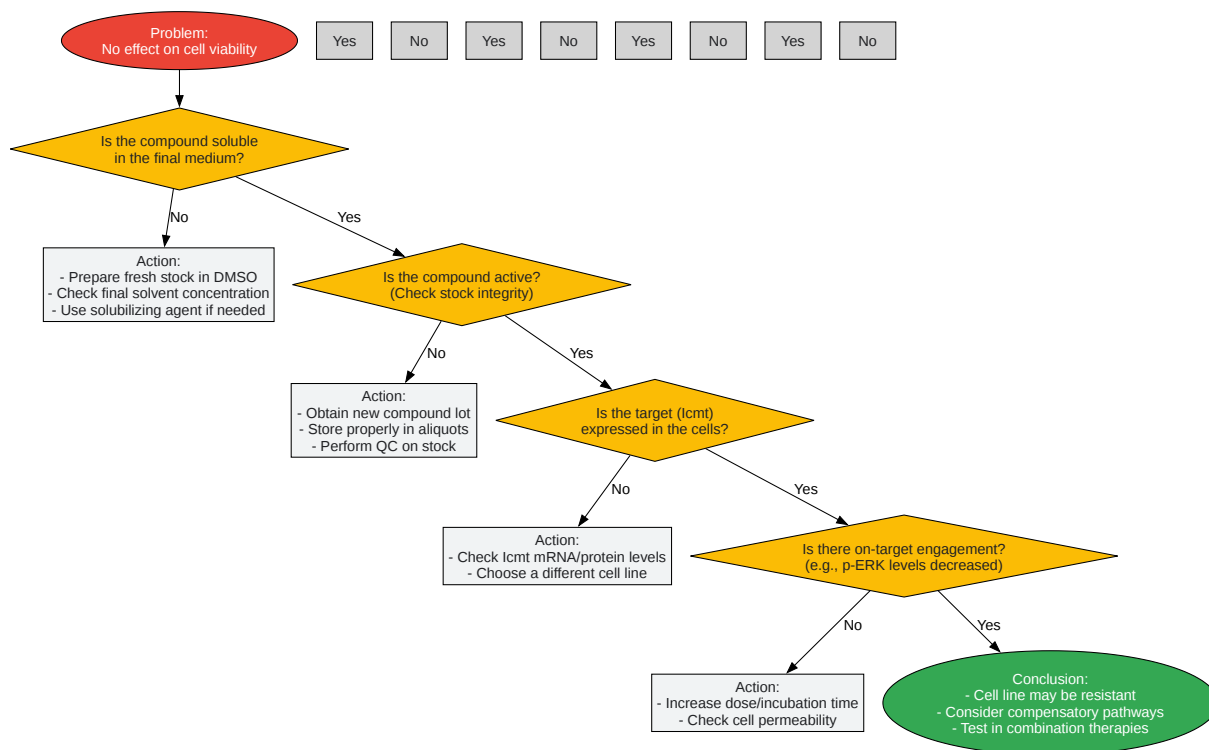 Problem:
No effect on cell viability
Yes
No
Yes
No
Yes
No
Yes
No
Is the compound soluble
in the final medium?
No
Yes
Action:
- Prepare fresh stock in DMSO
- Check final solvent concentration
- Use solubilizing agent if needed
Is the compound active?
(Check stock integrity)
No
Yes
Action:
- Obtain new compound lot
- Store properly in aliquots
- Perform QC on stock
Is the target (Icmt)
expressed in the cells?
No
Yes
Action:
- Check Icmt mRNA/protein levels
- Choose a different cell line
Is there on-target engagement?
(e.g., p-ERK levels decreased)
No
Yes
Action:
- Increase dose/incubation time
- Check cell permeability
Conclusion:
- Cell line may be resistant
- Consider compensatory pathways
- Test in combination therapies